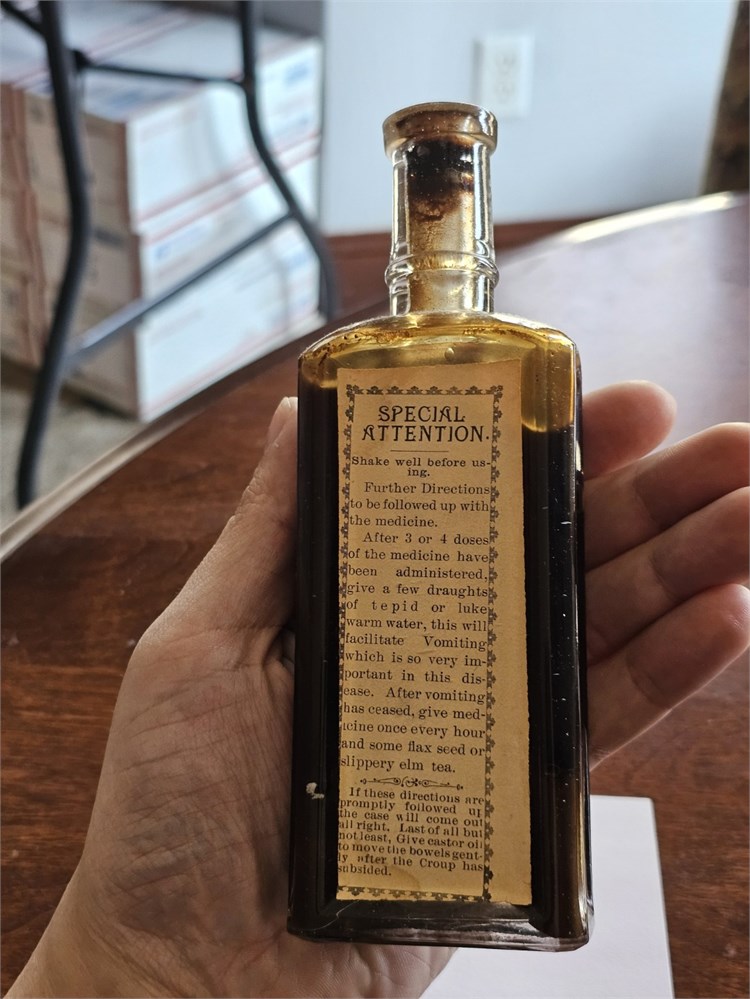 SPECIAL
ATTENTION.
Shake well before us-
ing.
Further Directions
to be followed up with
the medicine.
After 3 or 4 doses
of the medicine have
been administered,
give a few draughts
of tepid or luke
warm water, this will
facilitate Vomiting
which is so very im-
portant in this dis-
ease. After vomiting
has ceased, give med-
icine once every hour
and some flax seed or
slippery elm tea.
If these directions are
promptly followed up
the case will come out
all right. Last of all but
not least, Give castor oil
to move the bowels gent-
ly after the Croup has
subsided.